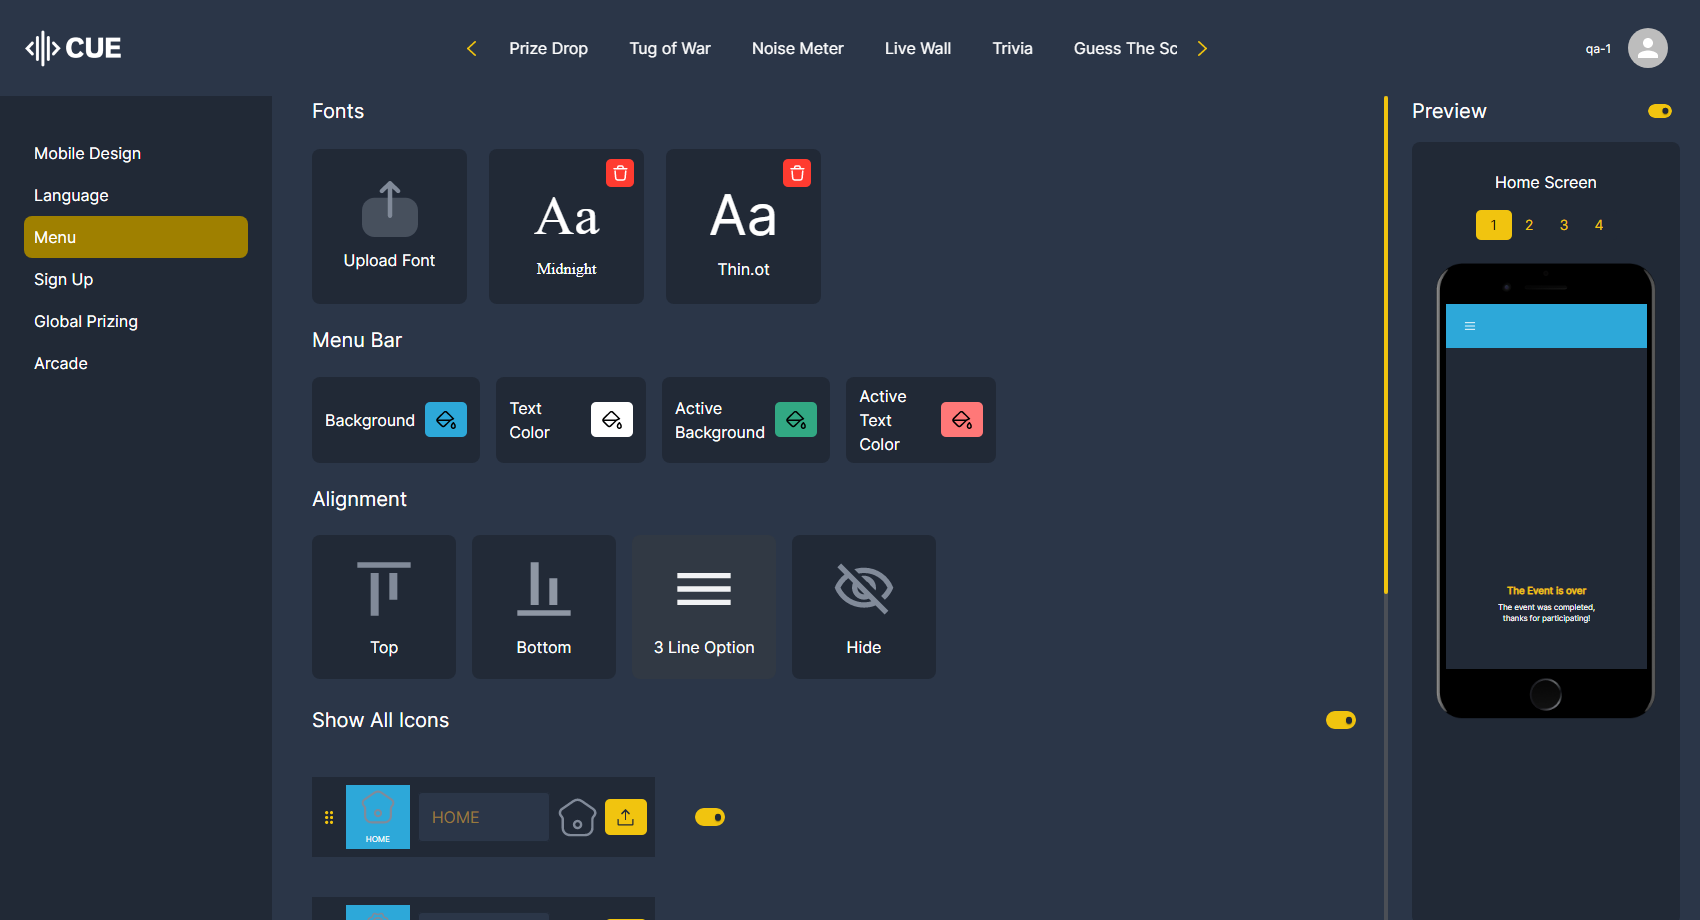 CUE
Prize Drop
Tug of War
Noise Meter
Live Wall
Trivia
Guess The Sc
qa-1
Mobile Design
Language
Menu
Sign Up
Global Prizing
Arcade
Fonts
Upload Font
Aa
Midnight
Aa
Thin.ot
Menu Bar
Background
Text
Color
Active
Background
Active
Text
Color
Alignment
Top
Bottom
3 Line Option
Hide
Show All Icons
HOME
HOME
Preview
Home Screen
1 2 3 4
The Event is over
The event was completed,
thanks for participating!